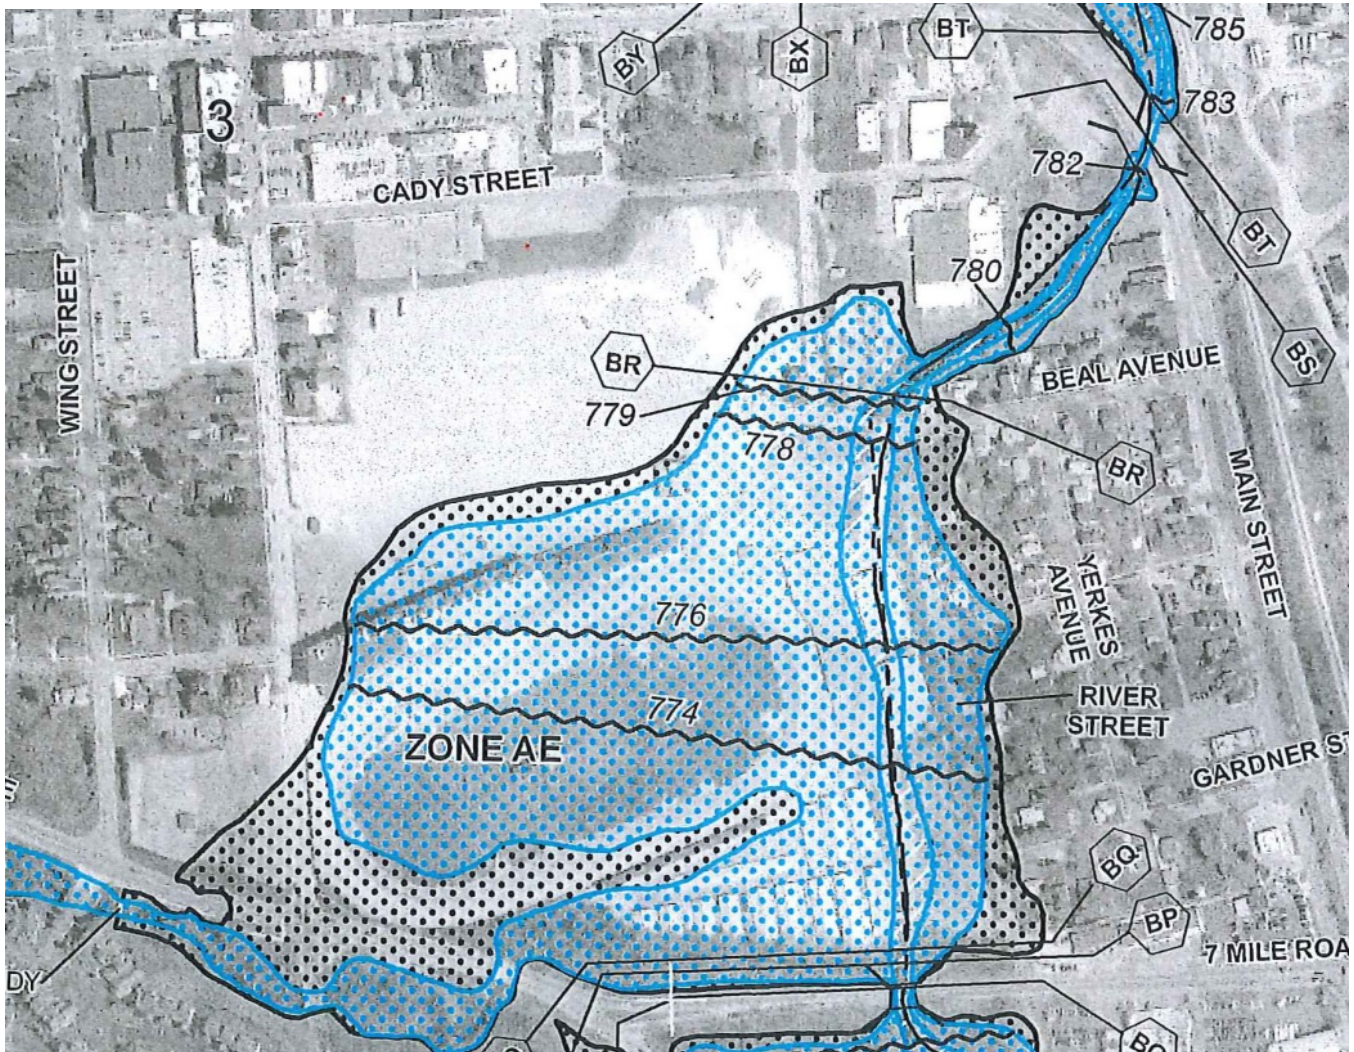 785
BY
BX
BT
783
3
782
CADY STREET
BT
780
WING STREET
BS
BR
BEAL AVENUE
779
778
BR
MAIN STREET
YERKES
AVENUE
776
774
RIVER
STREET
ZONE AE
GARDNER ST
BQ
BP
7 MILE ROA
DY